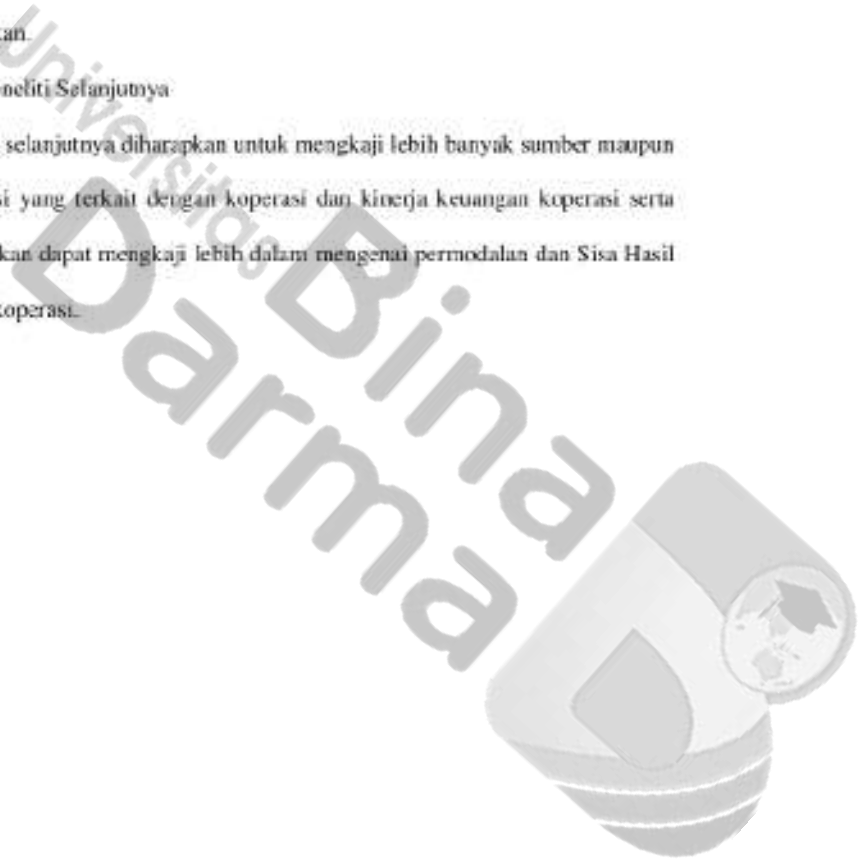 kan.
neliti Selanjutnya
selanjutnya diharapkan untuk mengkaji lebih banyak sumber maupun
si yang terkait dengan koperasi dan kinerja keuangan koperasi serta
kan dapat mengkaji lebih dalam mengenai permodalan dan Sisa Hasil
koperasi.
Universitas
Bina
Darma